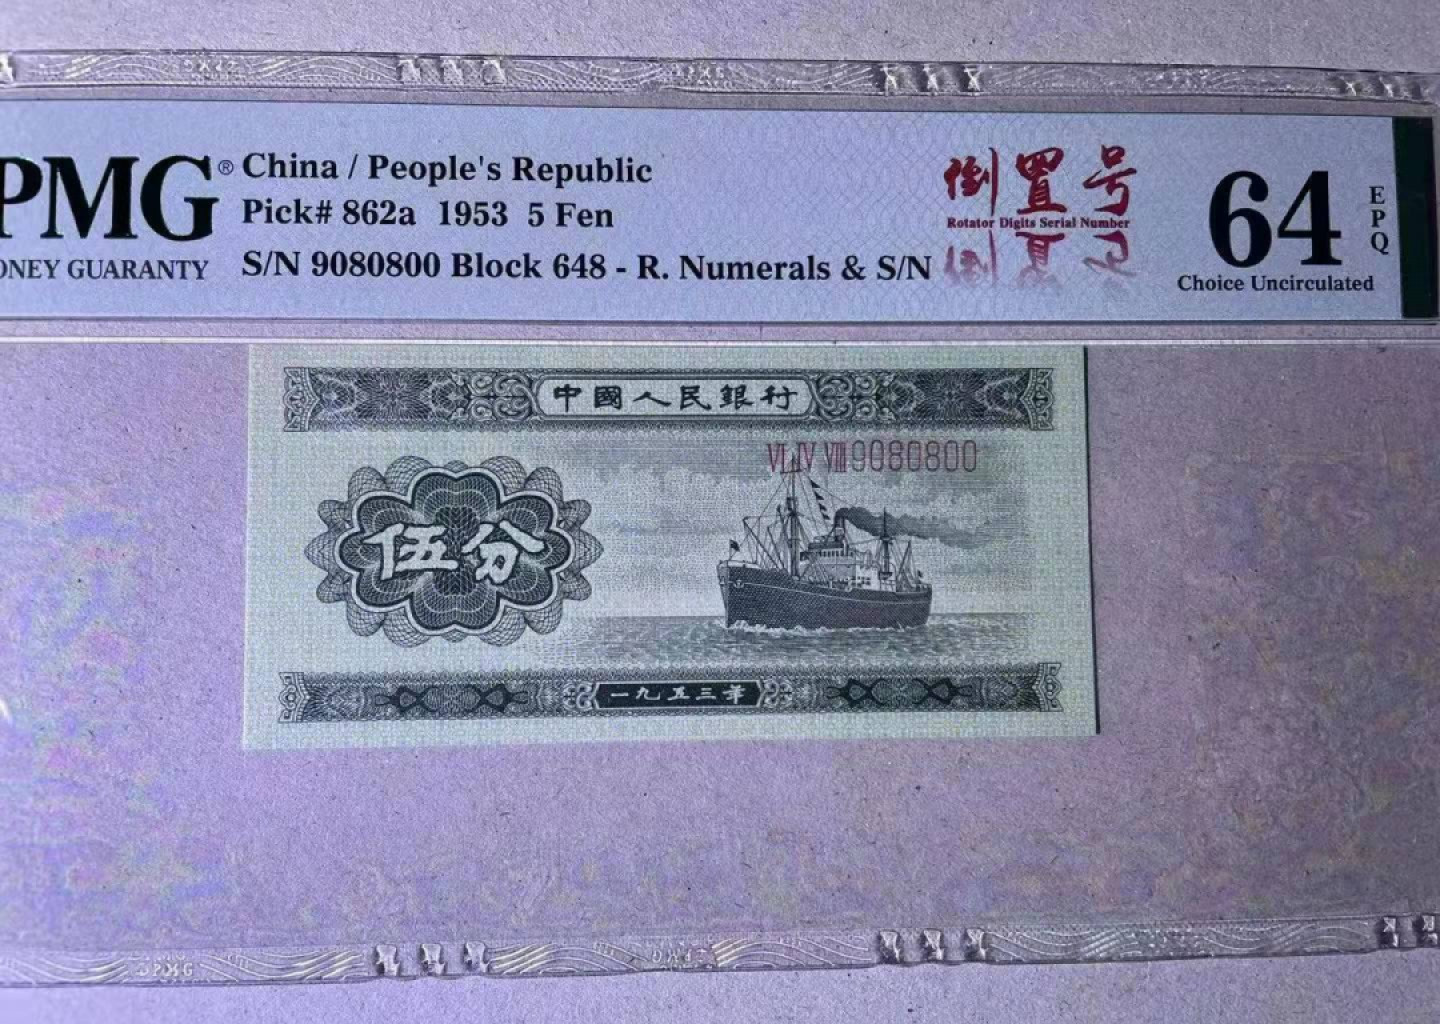 PMG® China / People's Republic
Pick# 862a 1953 5 Fen
ONEY GUARANTY S/N 9080800 Block 648 - R. Numerals & S/N
倒置号
Rotator Digits Serial Number
64 EPQ
Choice Uncirculated
中國人民銀行
VI IV VIII 9080800
伍分
一九五三年
PMG